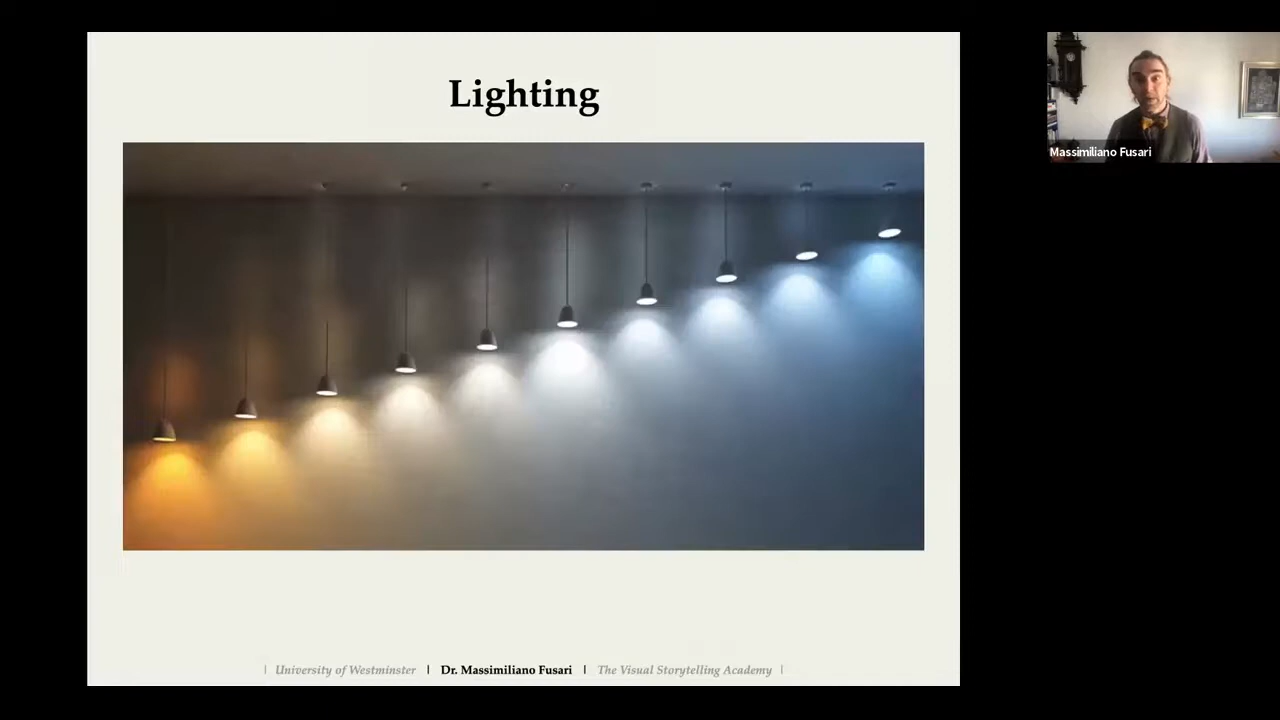 Lighting
Massimiliano Fusari
| University of Westminster | Dr. Massimiliano Fusari | The Visual Storytelling Academy |